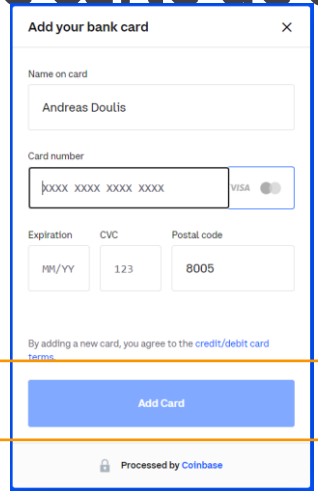 Add your bank card
Name on card
Andreas Doulis
Card number
xxxx xxxx xxxx xxxx VISA
Expiration CVC Postal code
MM/YY 123 8005
By adding a new card, you agree to the credit/debit card
terms.
Add Card
Processed by Coinbase